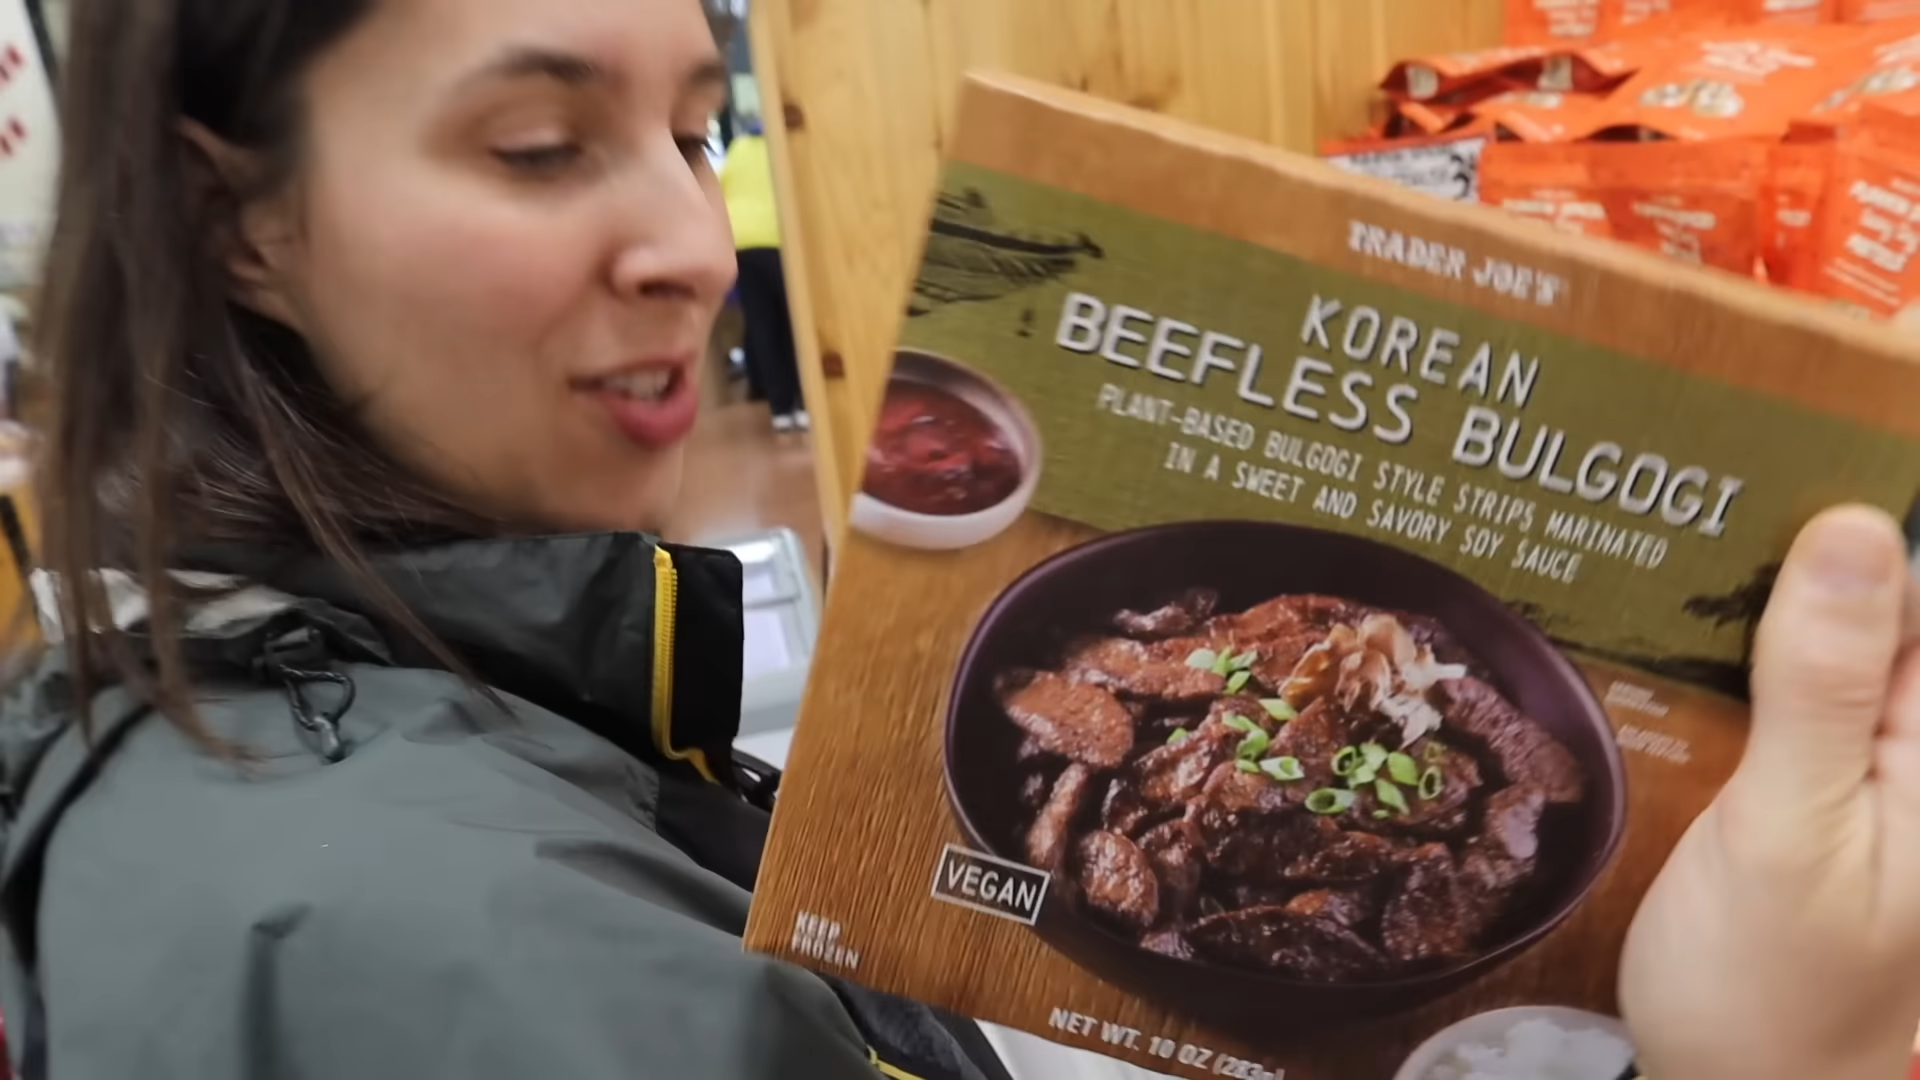 TRADER JOE'S
KOREAN
BEEFLESS BULGOGI
PLANT-BASED BULGOGI STYLE STRIPS MARINATED
IN A SWEET AND SAVORY SOY SAUCE
VEGAN
KEEP
FROZEN
NET WT. 10 OZ (283g)